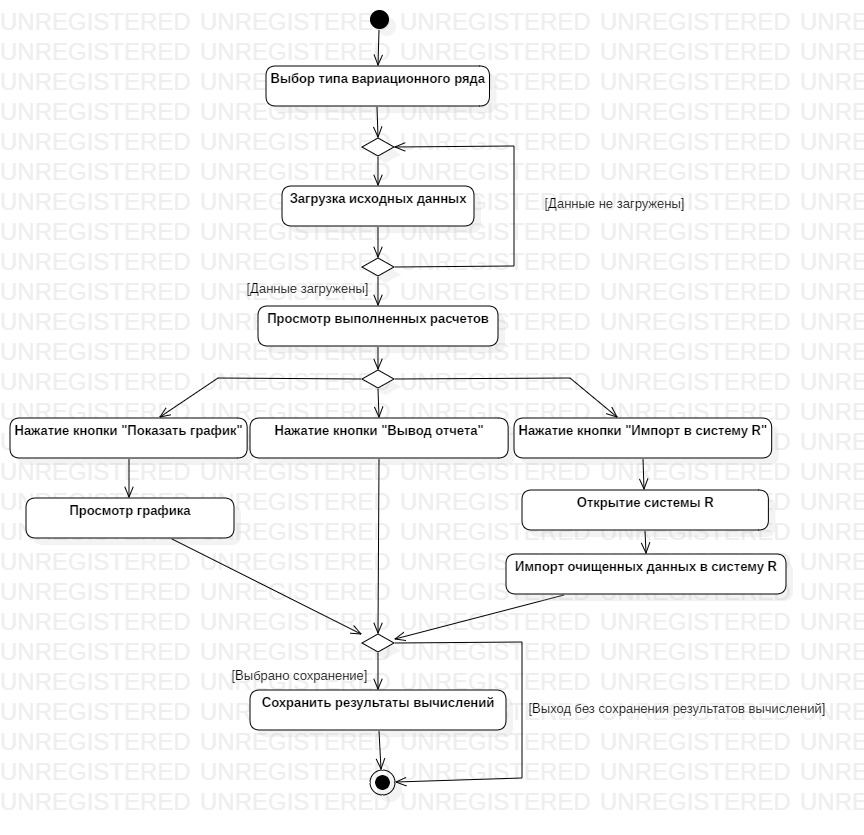 Выбор типа вариационного ряда
Загрузка исходных данных
[Данные не загружены]
[Данные загружены]
Просмотр выполненных расчетов
Нажатие кнопки "Показать график"
Нажатие кнопки "Вывод отчета"
Нажатие кнопки "Импорт в систему R"
Просмотр графика
Открытие системы R
Импорт очищенных данных в систему R
[Выбрано сохранение]
Сохранить результаты вычислений
[Выход без сохранения результатов вычислений]
UNREGISTERED